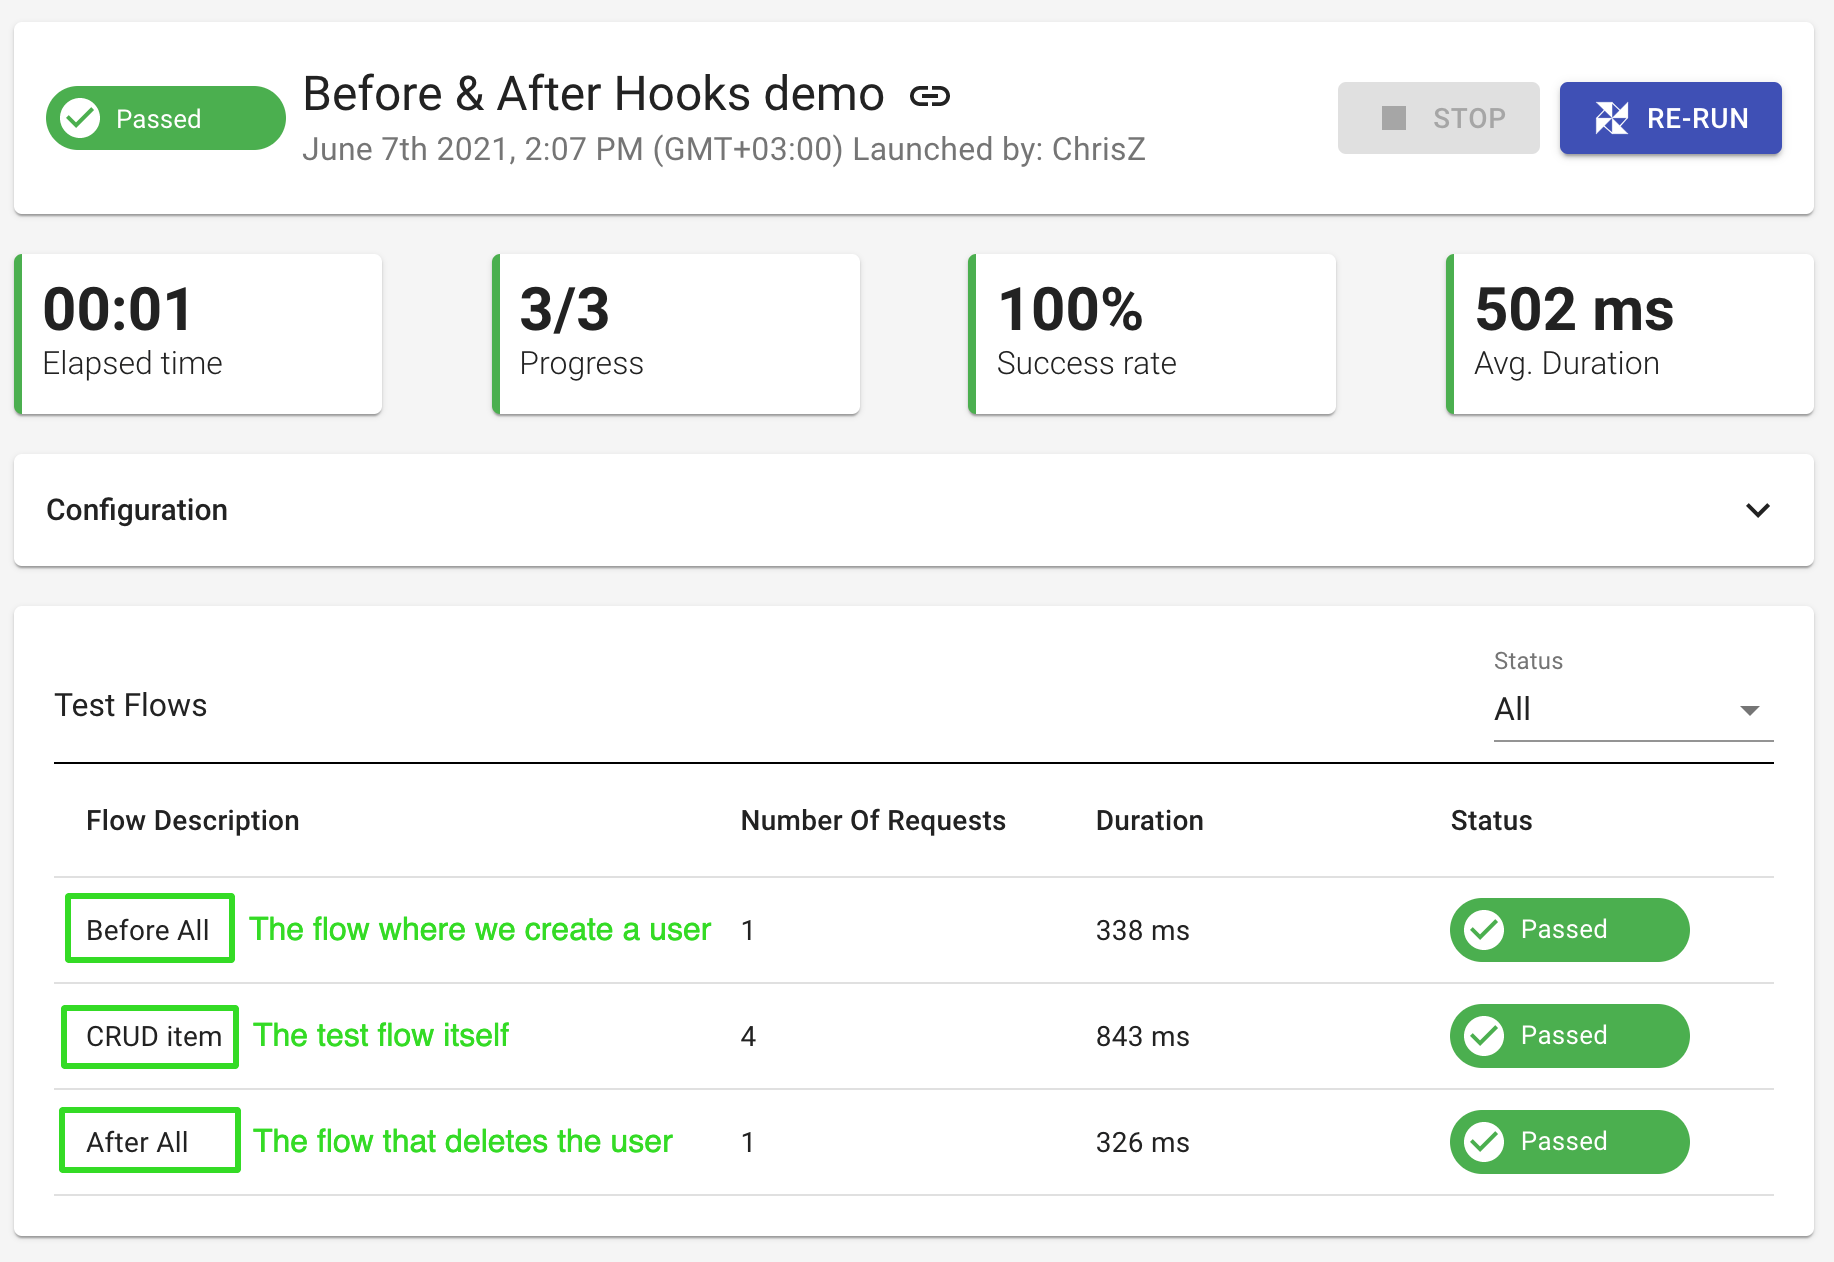 Passed
Before & After Hooks demo
June 7th 2021, 2:07 PM (GMT+03:00) Launched by: ChrisZ
STOP
RE-RUN
00:01
Elapsed time
3/3
Progress
100%
Success rate
502 ms
Avg. Duration
Configuration
Test Flows
Status
All
Flow Description Number Of Requests Duration Status
Before All The flow where we create a user 1 338 ms Passed
CRUD item The test flow itself 4 843 ms Passed
After All The flow that deletes the user 1 326 ms Passed